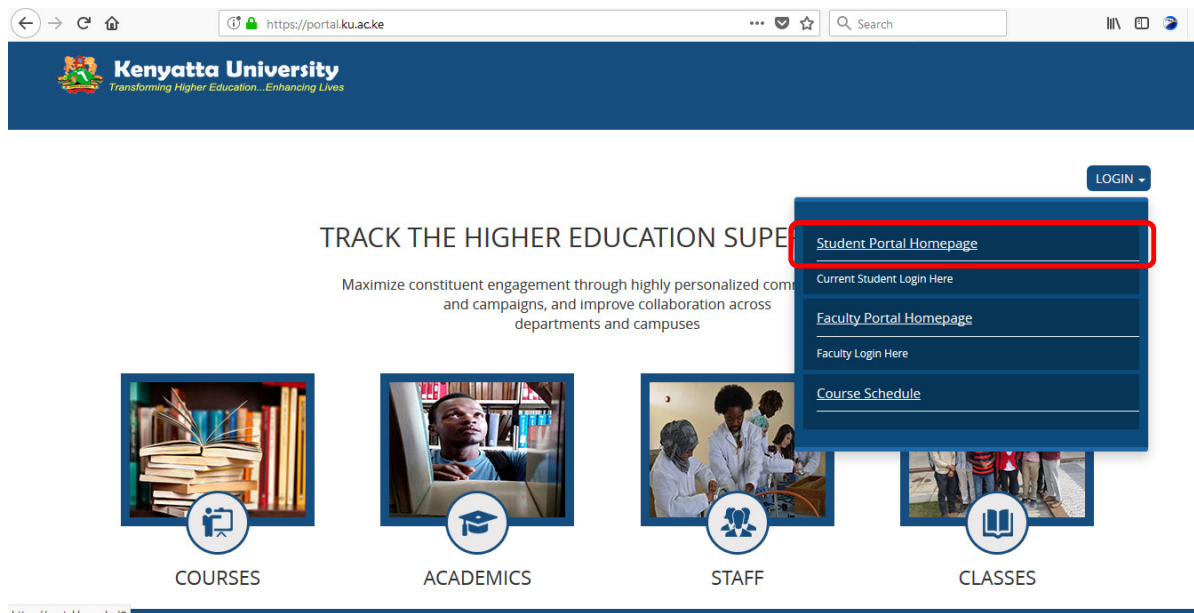 https://portal.ku.ac.ke
Search
Kenyatta University
Transforming Higher Education...Enhancing Lives
LOGIN
TRACK THE HIGHER EDUCATION SUPE
Maximize constituent engagement through highly personalized com
and campaigns, and improve collaboration across
departments and campuses
Student Portal Homepage
Current Student Login Here
Faculty Portal Homepage
Faculty Login Here
Course Schedule
COURSES
ACADEMICS
STAFF
CLASSES